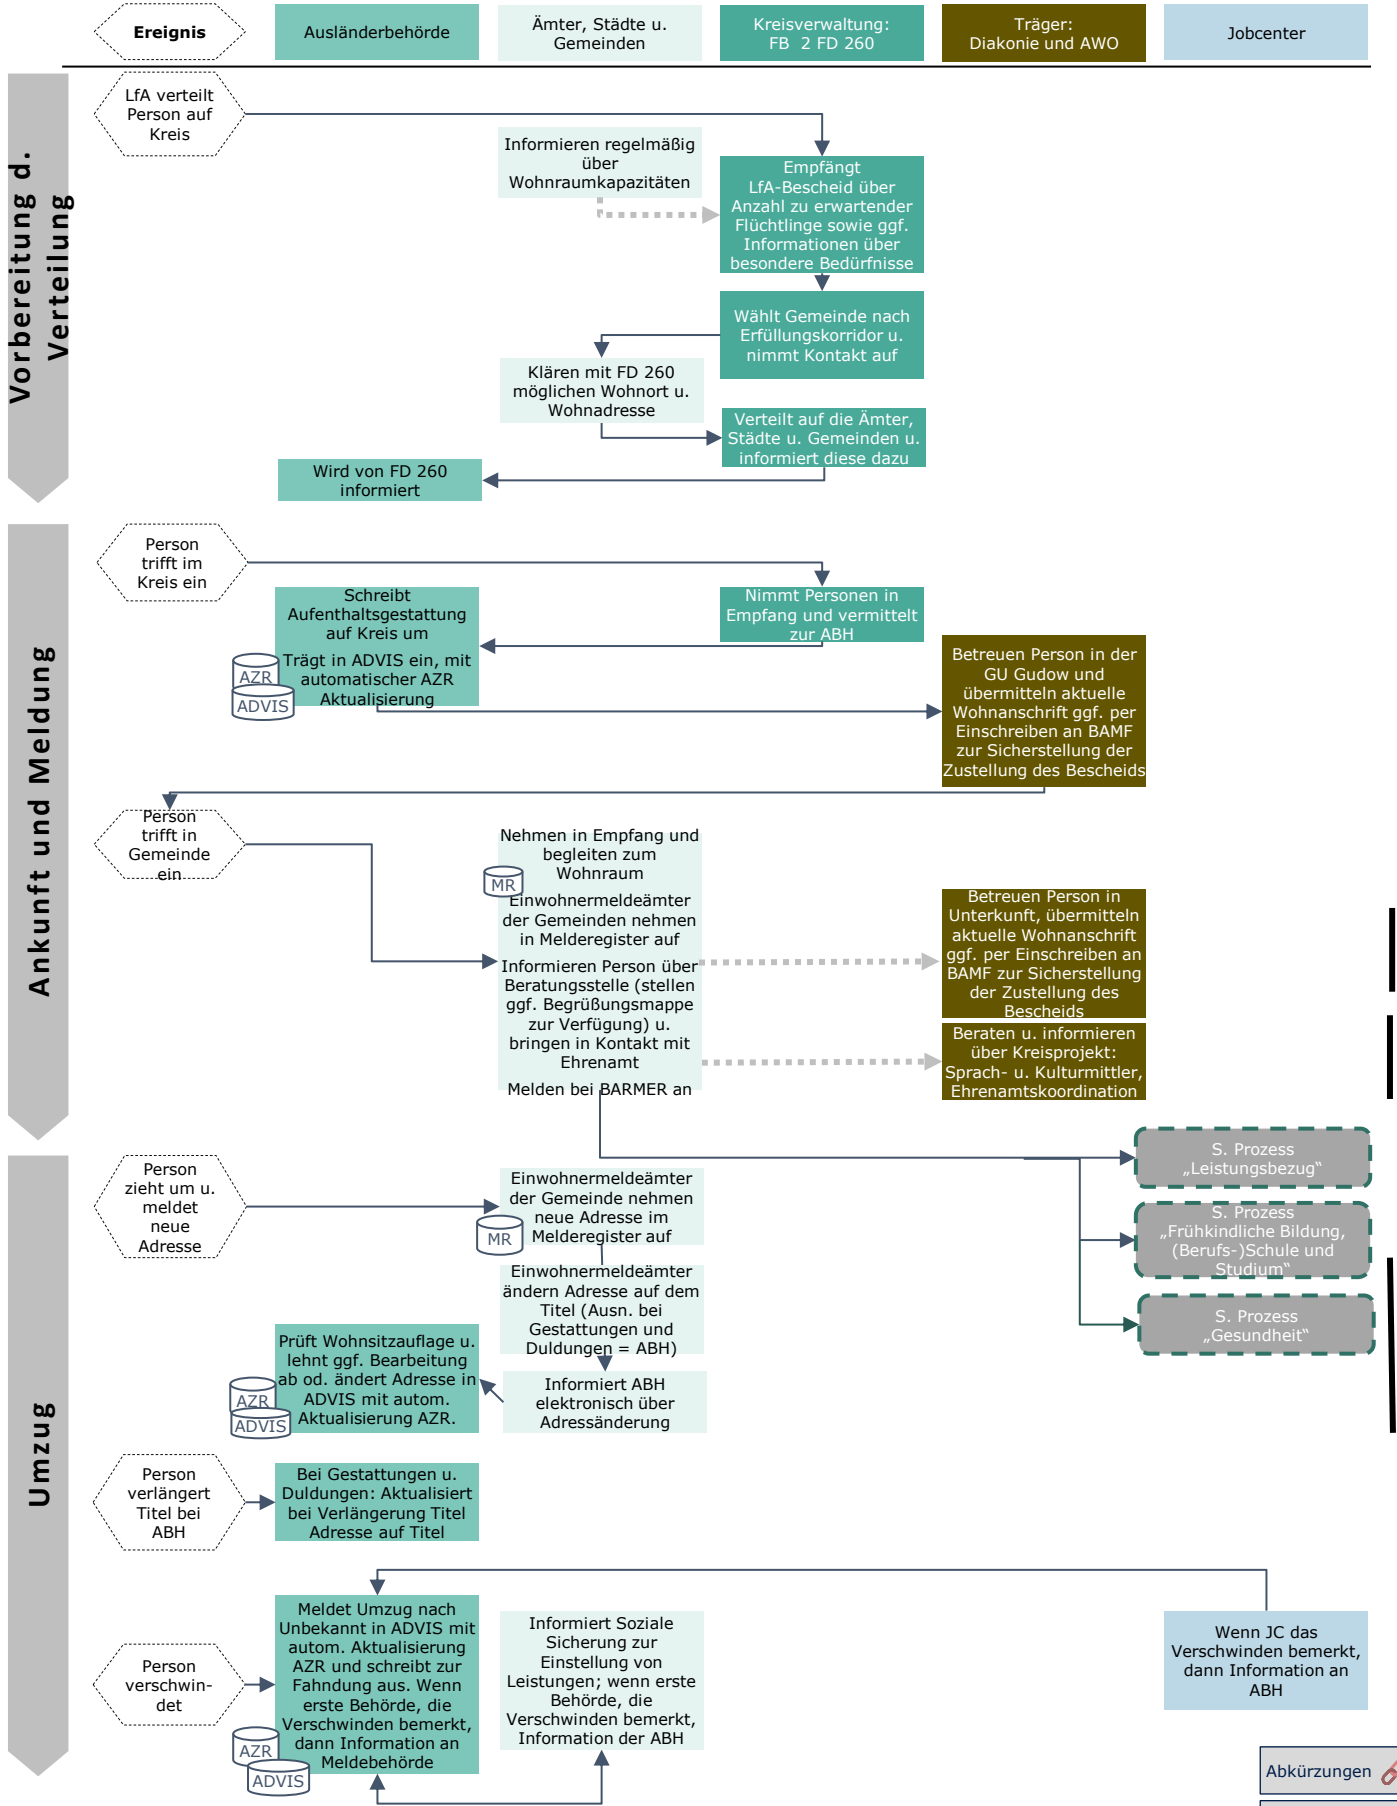 Ereignis
Ausländerbehörde
Ämter, Städte u.
Gemeinden
Kreisverwaltung:
FB 2 FD 260
Träger:
Diakonie und AWO
Jobcenter
Vorbereitung d.
Verteilung
LfA verteilt
Person auf
Kreis
Informieren regelmäßig
über
Wohnraumkapazitäten
Empfängt
LfA-Bescheid über
Anzahl zu erwartender
Flüchtlinge sowie ggf.
Informationen über
besondere Bedürfnisse
Wählt Gemeinde nach
Erfüllungskorridor u.
nimmt Kontakt auf
Klären mit FD 260
möglichen Wohnort u.
Wohnadresse
Verteilt auf die Ämter,
Städte u. Gemeinden u.
informiert diese dazu
Wird von FD 260
informiert
Ankunft und Meldung
Person
trifft im
Kreis ein
Schreibt
Aufenthaltsgestattung
auf Kreis um
Trägt in ADVIS ein, mit
automatischer AZR
Aktualisierung
AZR
ADVIS
Nimmt Personen in
Empfang und vermittelt
zur ABH
Betreuen Person in der
GU Gudow und
übermitteln aktuelle
Wohnanschrift ggf. per
Einschreiben an BAMF
zur Sicherstellung der
Zustellung des Bescheids
Person
trifft in
Gemeinde
ein
Nehmen in Empfang und
begleiten zum
Wohnraum
MR
Einwohnermeldeämter
der Gemeinden nehmen
in Melderegister auf
Informieren Person über
Beratungsstelle (stellen
ggf. Begrüßungsmappe
zur Verfügung) u.
bringen in Kontakt mit
Ehrenamt
Melden bei BARMER an
Betreuen Person in
Unterkunft, übermitteln
aktuelle Wohnanschrift
ggf. per Einschreiben an
BAMF zur Sicherstellung
der Zustellung des
Bescheids
Beraten u. informieren
über Kreisprojekt:
Sprach- u. Kulturmittler,
Ehrenamtskoordination
S. Prozess
„Leistungsbezug“
S. Prozess
„Frühkindliche Bildung,
(Berufs-)Schule und
Studium“
S. Prozess
„Gesundheit“
Umzug
Person
zieht um u.
meldet
neue
Adresse
Einwohnermeldeämter
der Gemeinde nehmen
neue Adresse im
Melderegister auf
MR
Einwohnermeldeämter
ändern Adresse auf dem
Titel (Ausn. bei
Gestattungen und
Duldungen = ABH)
Informiert ABH
elektronisch über
Adressänderung
Prüft Wohnsitzauflage u.
lehnt ggf. Bearbeitung
ab od. ändert Adresse in
ADVIS mit autom.
Aktualisierung AZR.
AZR
ADVIS
Person
verlängert
Titel bei
ABH
Bei Gestattungen u.
Duldungen: Aktualisiert
bei Verlängerung Titel
Adresse auf Titel
Person
verschwin-
det
Meldet Umzug nach
Unbekannt in ADVIS mit
autom. Aktualisierung
AZR und schreibt zur
Fahndung aus. Wenn
erste Behörde, die
Verschwinden bemerkt,
dann Information an
Meldebehörde
AZR
ADVIS
Informiert Soziale
Sicherung zur
Einstellung von
Leistungen; wenn erste
Behörde, die
Verschwinden bemerkt,
Information der ABH
Wenn JC das
Verschwinden bemerkt,
dann Information an
ABH
Abkürzungen